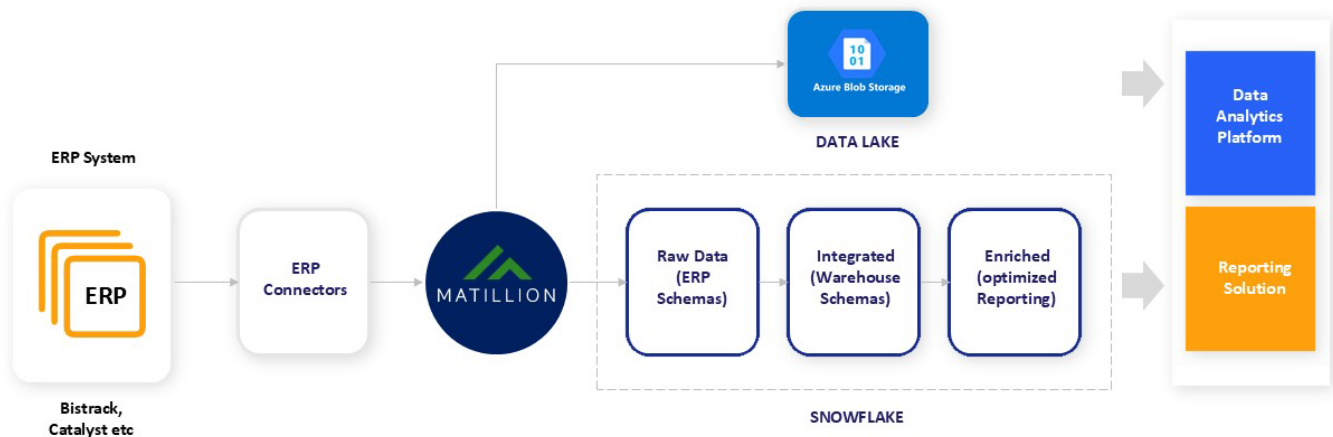 ERP System
ERP
Bistrack,
Catalyst etc
ERP
Connectors
MATILLION
10
01
Azure Blob Storage
DATA LAKE
Raw Data
(ERP
Schemas)
Integrated
(Warehouse
Schemas)
Enriched
(optimized
Reporting)
SNOWFLAKE
Data
Analytics
Platform
Reporting
Solution